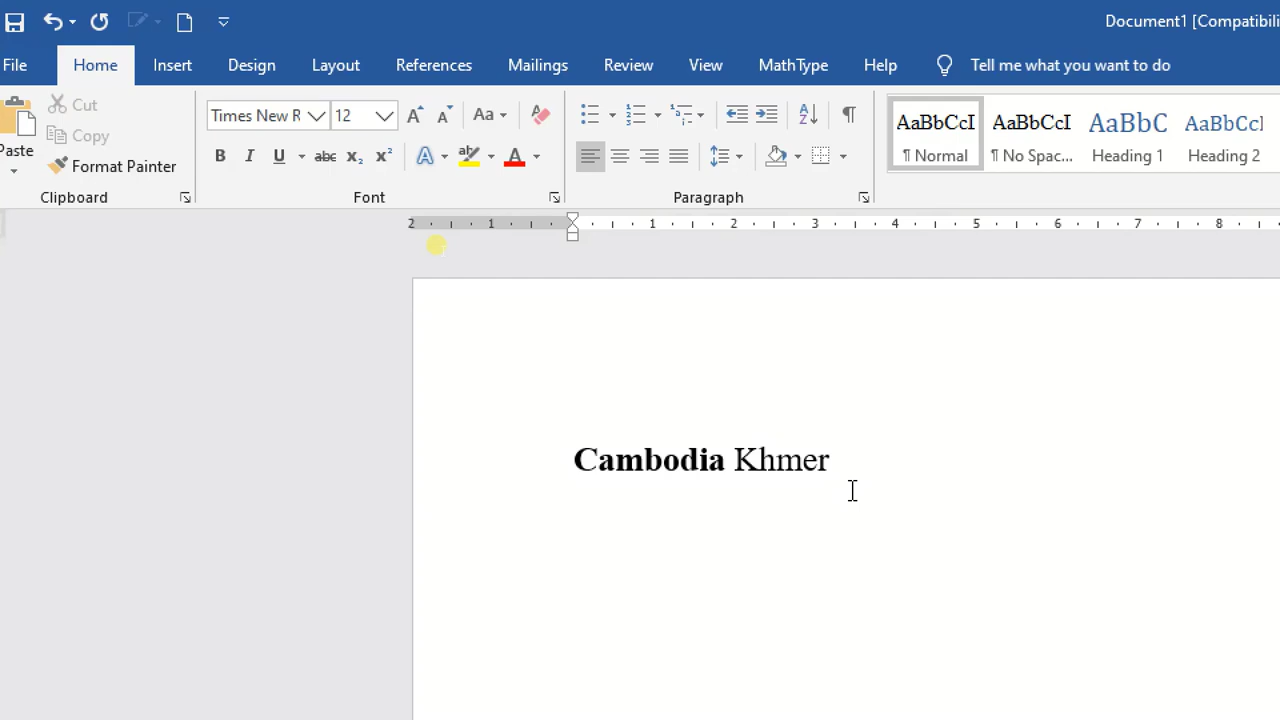 Document1 [Compatibili
File Home Insert Design Layout References Mailings Review View MathType Help Tell me what you want to do
Cut
Copy
Paste
Format Painter
Clipboard
Times New R 12
Aa
B I U abc x₂ x² A ab A
Font
A Z ¶
Paragraph
AaBbCcI AaBbCcI AaBbC AaBbCcI
¶ Normal ¶ No Spac... Heading 1 Heading 2
2 1 1 2 3 4 5 6 7 8
Cambodia Khmer